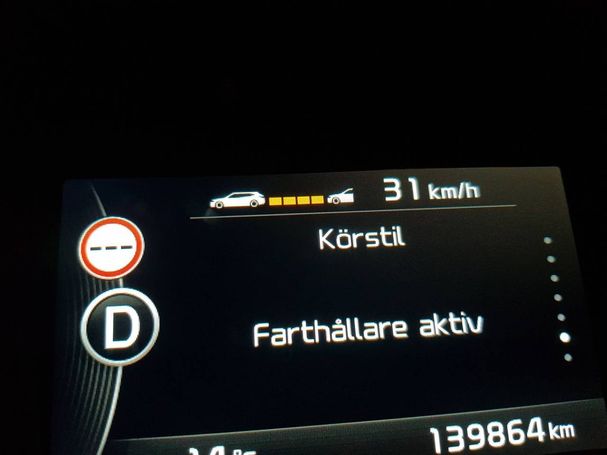 31 km/h
Körstil
---
D
Farthållare aktiv
139864 km